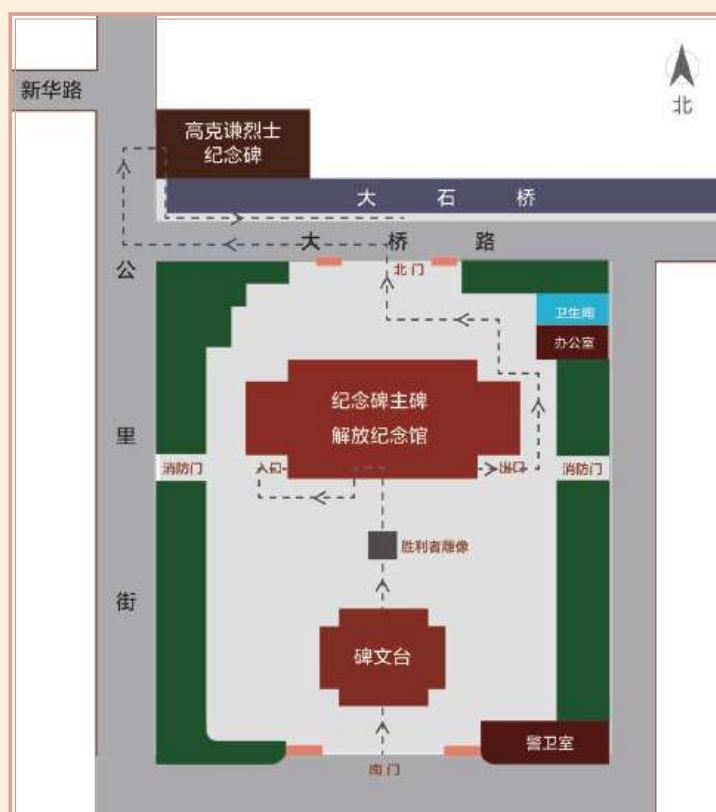 新华路
北
高克谦烈士
纪念碑
大石桥
大桥路
公里街
北门
卫生间
办公室
纪念碑主碑
解放纪念馆
消防门
入口
出口
消防门
胜利者雕像
碑文台
警卫室
南门